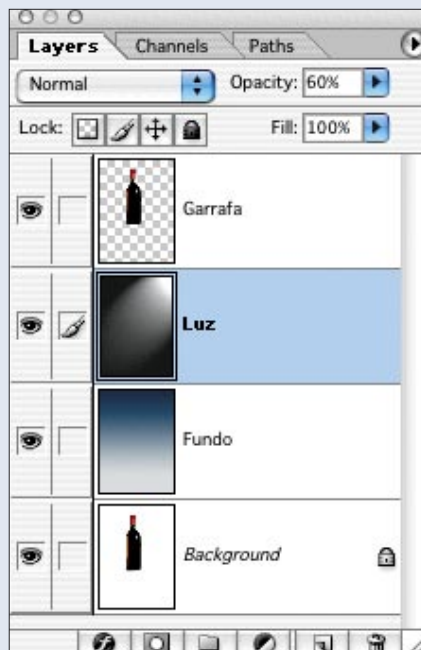 Layers Channels Paths
Normal Opacity: 60%
Lock: Fill: 100%
Garrafa
Luz
Fundo
Background